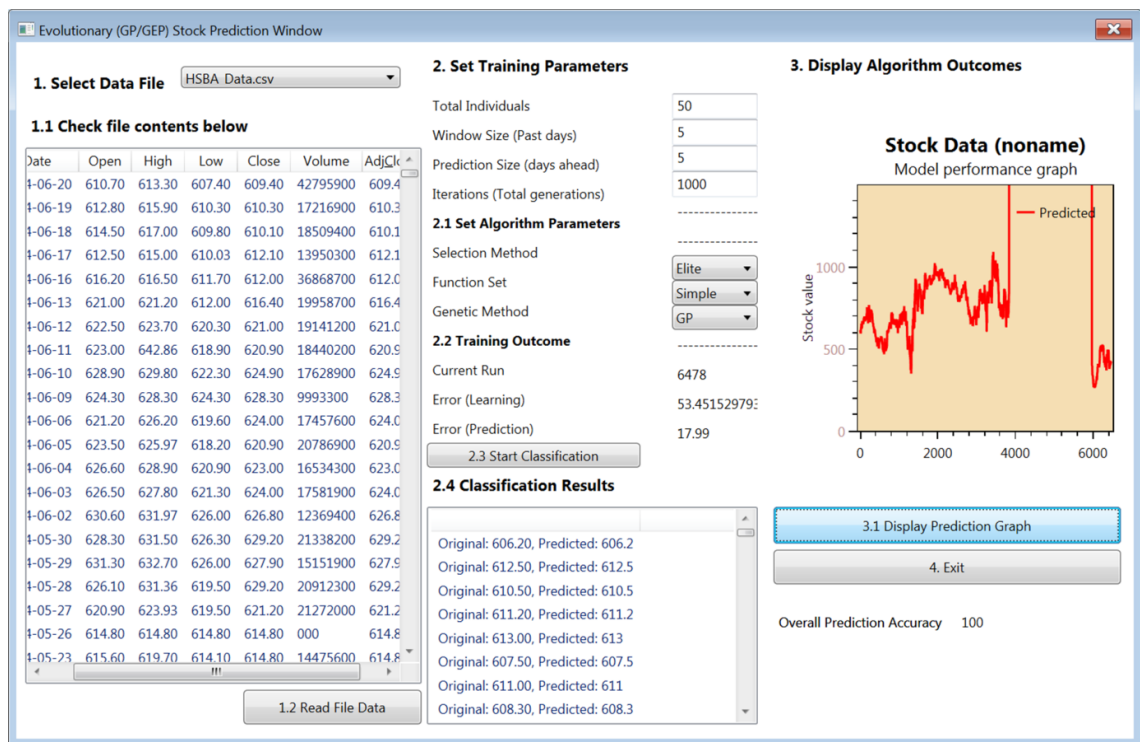 Evolutionary (GP/GEP) Stock Prediction Window
1. Select Data File HSBA Data.csv
1.1 Check file contents below
Date Open High Low Close Volume AdjClo
4-06-20 610.70 613.30 607.40 609.40 42795900 609.4
4-06-19 612.80 615.90 610.30 610.30 17216900 610.3
4-06-18 614.50 617.00 609.80 610.10 18509400 610.1
4-06-17 612.50 615.00 610.03 612.10 13950300 612.1
4-06-16 616.20 616.50 611.70 612.00 36868700 612.0
4-06-13 621.00 621.20 612.00 616.40 19958700 616.4
4-06-12 622.50 623.70 620.30 621.00 19141200 621.0
4-06-11 623.00 642.86 618.90 620.90 18440200 620.9
4-06-10 628.90 629.80 622.30 624.90 17628900 624.9
4-06-09 624.30 628.30 624.30 628.30 9993300 628.3
4-06-06 621.20 626.20 619.60 624.00 17457600 624.0
4-06-05 623.50 625.97 618.20 620.90 20786900 620.9
4-06-04 626.60 628.90 620.90 623.00 16534300 623.0
4-06-03 626.50 627.80 621.30 624.00 17581900 624.0
4-06-02 630.60 631.97 626.00 626.80 12369400 626.8
4-05-30 628.30 631.50 626.30 629.20 21338200 629.2
4-05-29 631.30 632.70 626.00 627.90 15151900 627.9
4-05-28 626.10 631.36 619.50 629.20 20912300 629.2
4-05-27 620.90 623.93 619.50 621.20 21272000 621.2
4-05-26 614.80 614.80 614.80 614.80 000 614.8
4-05-23 615.60 619.70 614.10 614.80 14475600 614.8
1.2 Read File Data
2. Set Training Parameters
Total Individuals 50
Window Size (Past days) 5
Prediction Size (days ahead) 5
Iterations (Total generations) 1000
2.1 Set Algorithm Parameters
Selection Method Elite
Function Set Simple
Genetic Method GP
2.2 Training Outcome
Current Run 6478
Error (Learning) 53.451529793
Error (Prediction) 17.99
2.3 Start Classification
2.4 Classification Results
Original: 606.20, Predicted: 606.2
Original: 612.50, Predicted: 612.5
Original: 610.50, Predicted: 610.5
Original: 611.20, Predicted: 611.2
Original: 613.00, Predicted: 613
Original: 607.50, Predicted: 607.5
Original: 611.00, Predicted: 611
Original: 608.30, Predicted: 608.3
3. Display Algorithm Outcomes
Stock Data (noname)
Model performance graph
Predicted
Stock value
1000
500
0
0 2000 4000 6000
3.1 Display Prediction Graph
4. Exit
Overall Prediction Accuracy 100